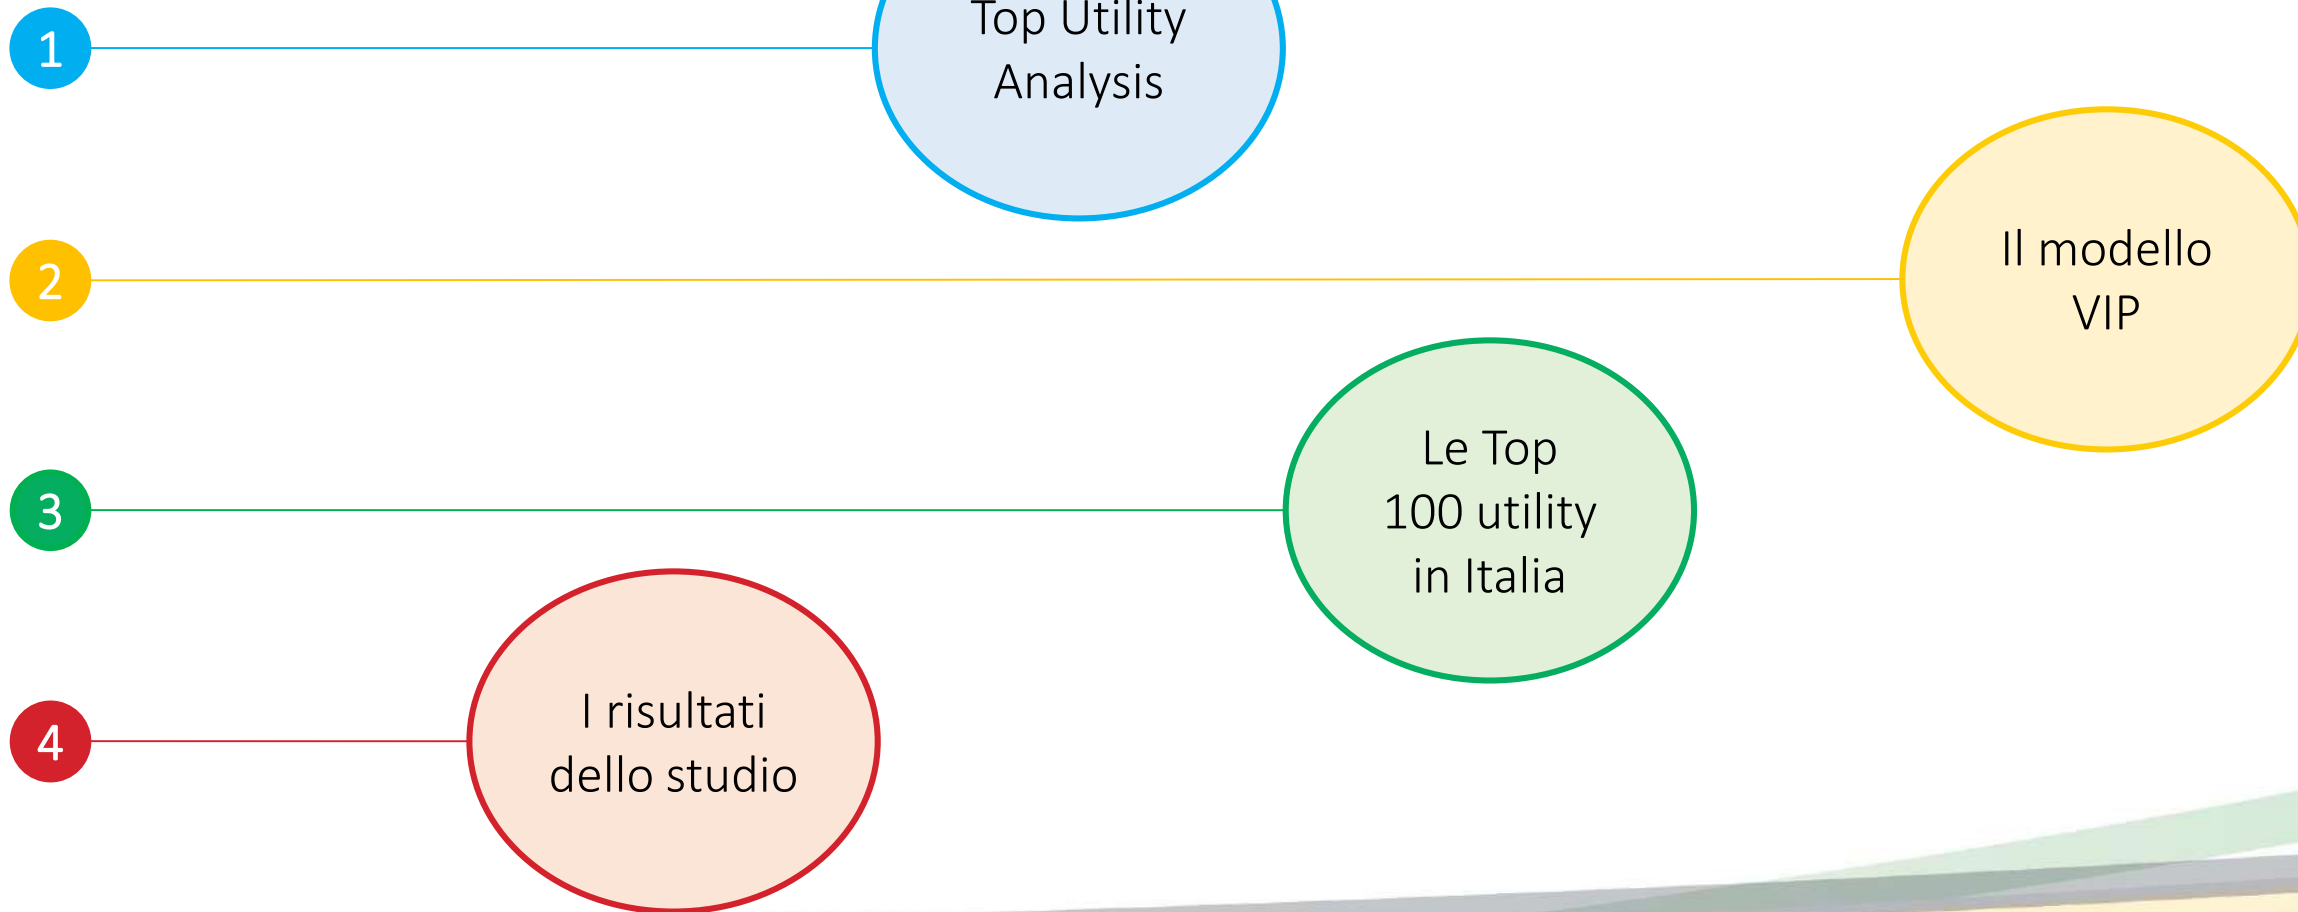 1
Top Utility
Analysis
2
Il modello
VIP
3
Le Top
100 utility
in Italia
4
I risultati
dello studio